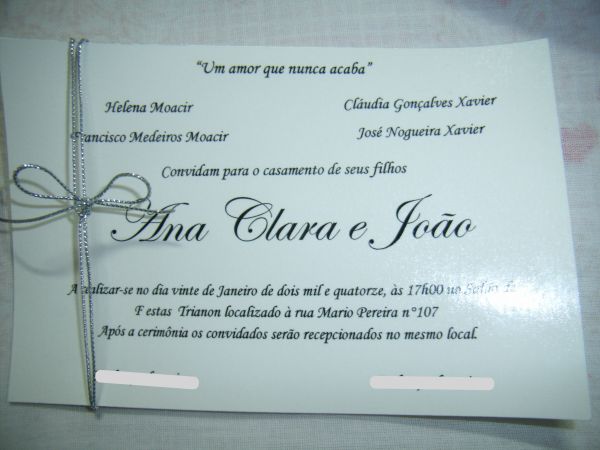 “Um amor que nunca acaba”
Helena Moacir
Cláudia Gonçalves Xavier
Francisco Medeiros Moacir
José Nogueira Xavier
Convidam para o casamento de seus filhos
Ana Clara e João
A realizar-se no dia vinte de Janeiro de dois mil e quatorze, às 17h00 no
Festas Trianon localizado à rua Mario Pereira nº107
Após a cerimônia os convidados serão recepcionados no mesmo local.